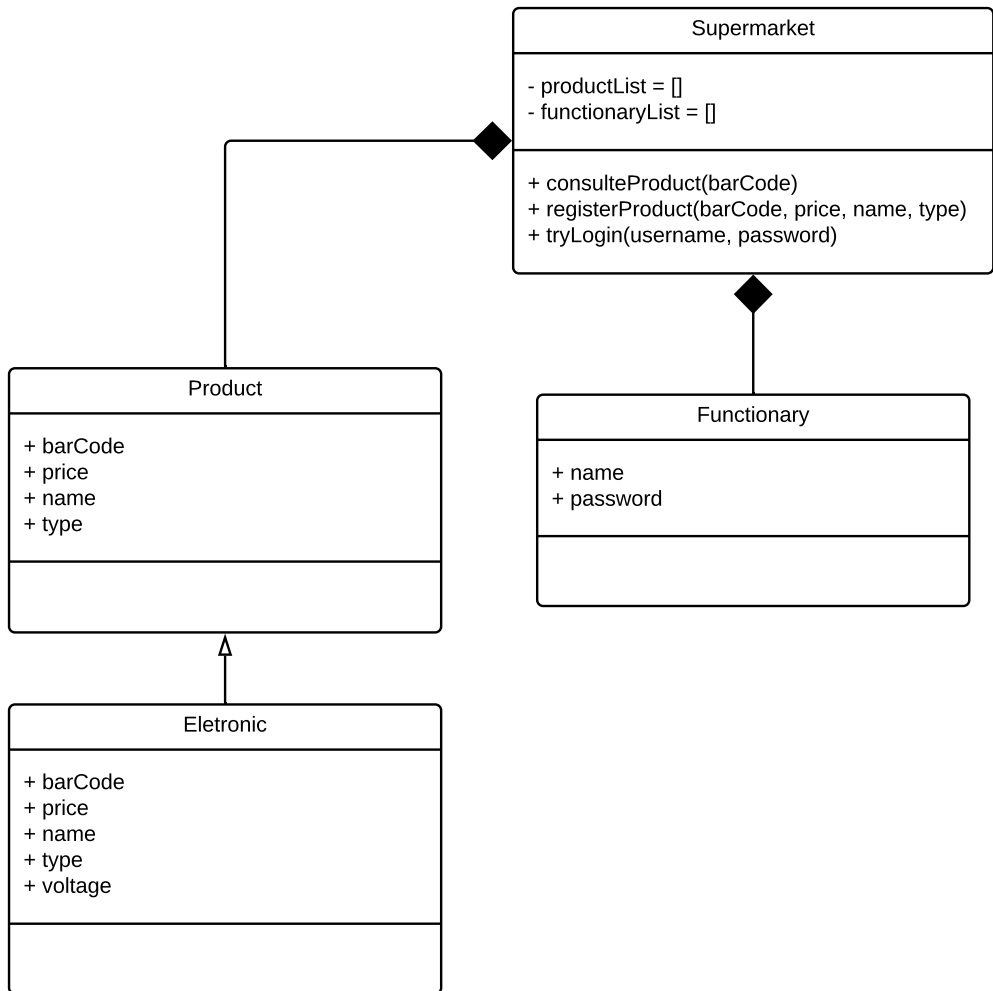 Supermarket
- productList = []
- functionaryList = []
+ consulteProduct(barCode)
+ registerProduct(barCode, price, name, type)
+ tryLogin(username, password)
Product
+ barCode
+ price
+ name
+ type
Functionary
+ name
+ password
Eletronic
+ barCode
+ price
+ name
+ type
+ voltage